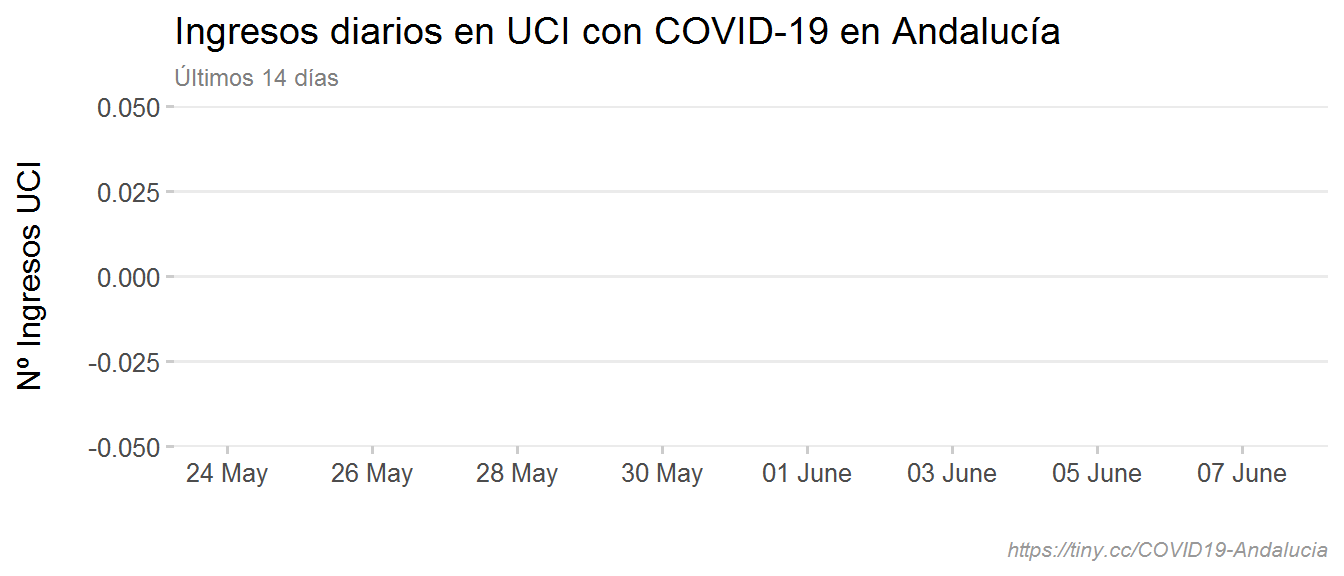 Ingresos diarios en UCI con COVID-19 en Andalucía
Últimos 14 días
Nº Ingresos UCI
0.050
0.025
0.000
-0.025
-0.050
24 May 26 May 28 May 30 May 01 June 03 June 05 June 07 June
https://tiny.cc/COVID19-Andalucia